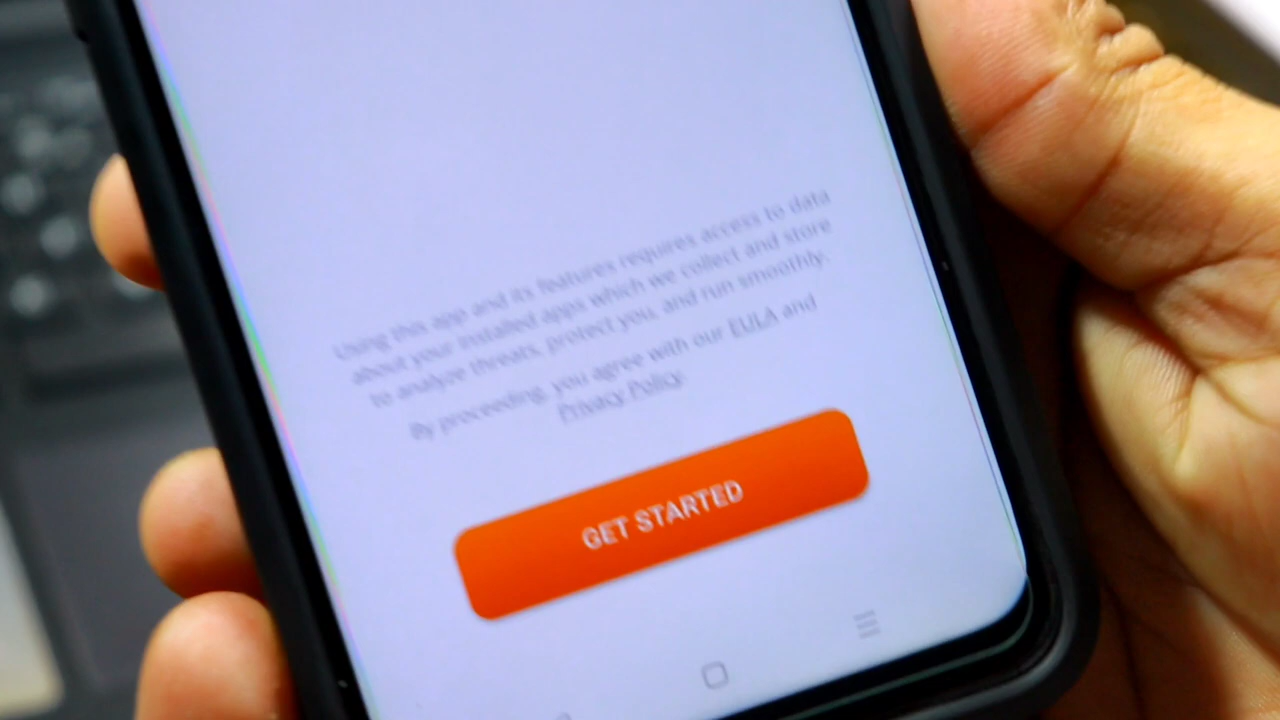 Using this app and its features requires access to data
about your installed apps which we collect and store
to analyze threats, protect you, and run smoothly.
By proceeding, you agree with our EULA and
Privacy Policy
GET STARTED